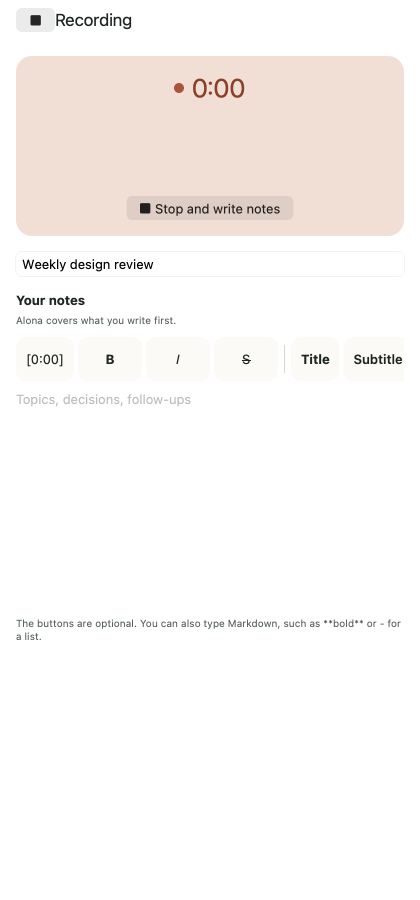 Recording
0:00
Stop and write notes
Weekly design review
Your notes
Alona covers what you write first.
[0:00] B I S Title Subtitle
Topics, decisions, follow-ups
The buttons are optional. You can also type Markdown, such as **bold** or - for
a list.